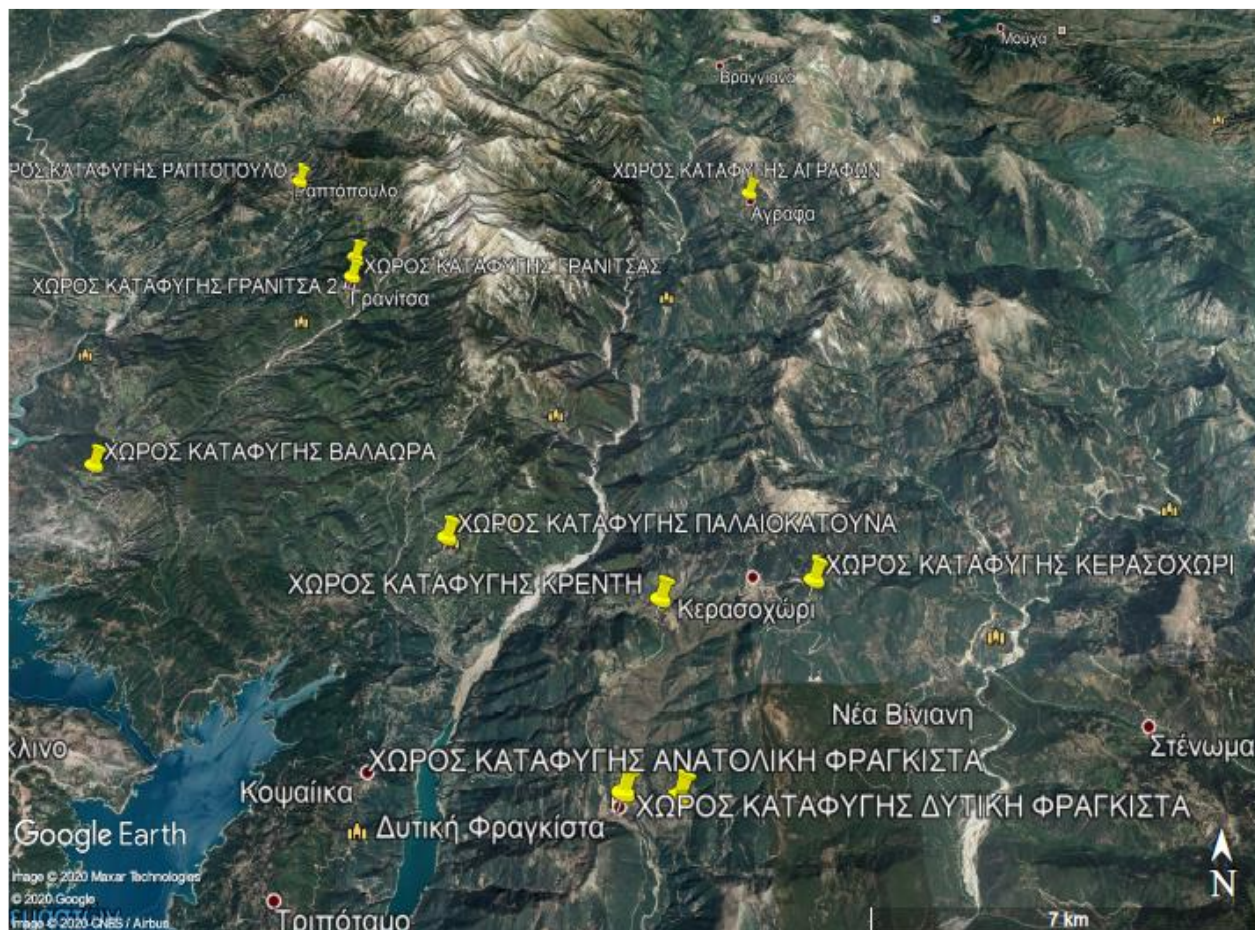 Μούχα
Βραγγιανά
ΡΟΣ ΚΑΤΑΦΥΓΗΣ ΡΑΠΤΟΠΟΥΛΟ
Ραπτόπουλο
ΧΩΡΟΣ ΚΑΤΑΦΥΓΗΣ ΑΓΡΑΦΩΝ
Άγραφα
ΧΩΡΟΣ ΚΑΤΑΦΥΓΗΣ ΓΡΑΝΙΤΣΑΣ
ΧΩΡΟΣ ΚΑΤΑΦΥΓΗΣ ΓΡΑΝΙΤΣΑ 2
Γρανίτσα
ΧΩΡΟΣ ΚΑΤΑΦΥΓΗΣ ΒΑΛΑΩΡΑ
ΧΩΡΟΣ ΚΑΤΑΦΥΓΗΣ ΠΑΛΑΙΟΚΑΤΟΥΝΑ
ΧΩΡΟΣ ΚΑΤΑΦΥΓΗΣ ΚΕΡΑΣΟΧΩΡΙ
ΧΩΡΟΣ ΚΑΤΑΦΥΓΗΣ ΚΡΕΝΤΗ
Κερασοχώρι
Νέα Βίνιανη
Στένωμα
χλινο
ΧΩΡΟΣ ΚΑΤΑΦΥΓΗΣ ΑΝΑΤΟΛΙΚΗ ΦΡΑΓΚΙΣΤΑ
Κοψαίικα
ΧΩΡΟΣ ΚΑΤΑΦΥΓΗΣ ΔΥΤΙΚΗ ΦΡΑΓΚΙΣΤΑ
Δυτική Φραγκίστα
Google Earth
Image © 2020 Maxar Technologies
© 2020 Google
Image © 2020 CNES / Airbus
Τριπόταμο
N
7 km